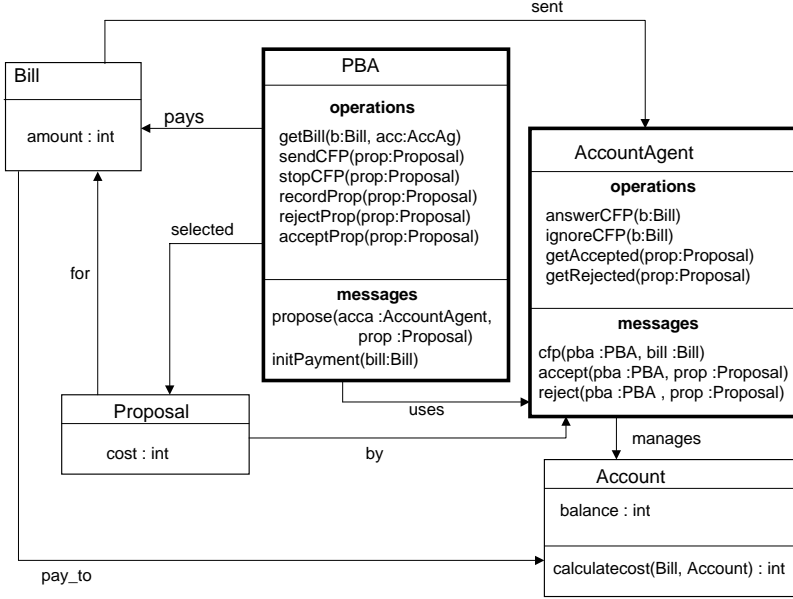 sent
Bill
amount : int
pays
PBA
operations
getBill(b:Bill, acc:AccAg)
sendCFP(prop:Proposal)
stopCFP(prop:Proposal)
recordProp(prop:Proposal)
rejectProp(prop:Proposal)
acceptProp(prop:Proposal)
messages
propose(acca :AccountAgent,
prop :Proposal)
initPayment(bill:Bill)
AccountAgent
operations
answerCFP(b:Bill)
ignoreCFP(b:Bill)
getAccepted(prop:Proposal)
getRejected(prop:Proposal)
messages
cfp(pba :PBA, bill :Bill)
accept(pba :PBA, prop :Proposal)
reject(pba :PBA , prop :Proposal)
selected
for
uses
Proposal
cost : int
by
manages
Account
balance : int
calculatecost(Bill, Account) : int
pay_to